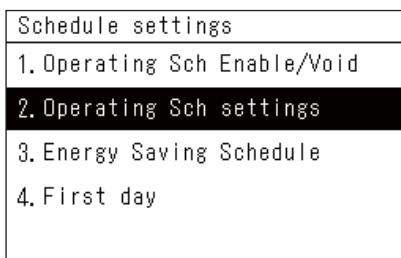 Schedule settings
1. Operating Sch Enable/Void
2. Operating Sch settings
3. Energy Saving Schedule
4. First day